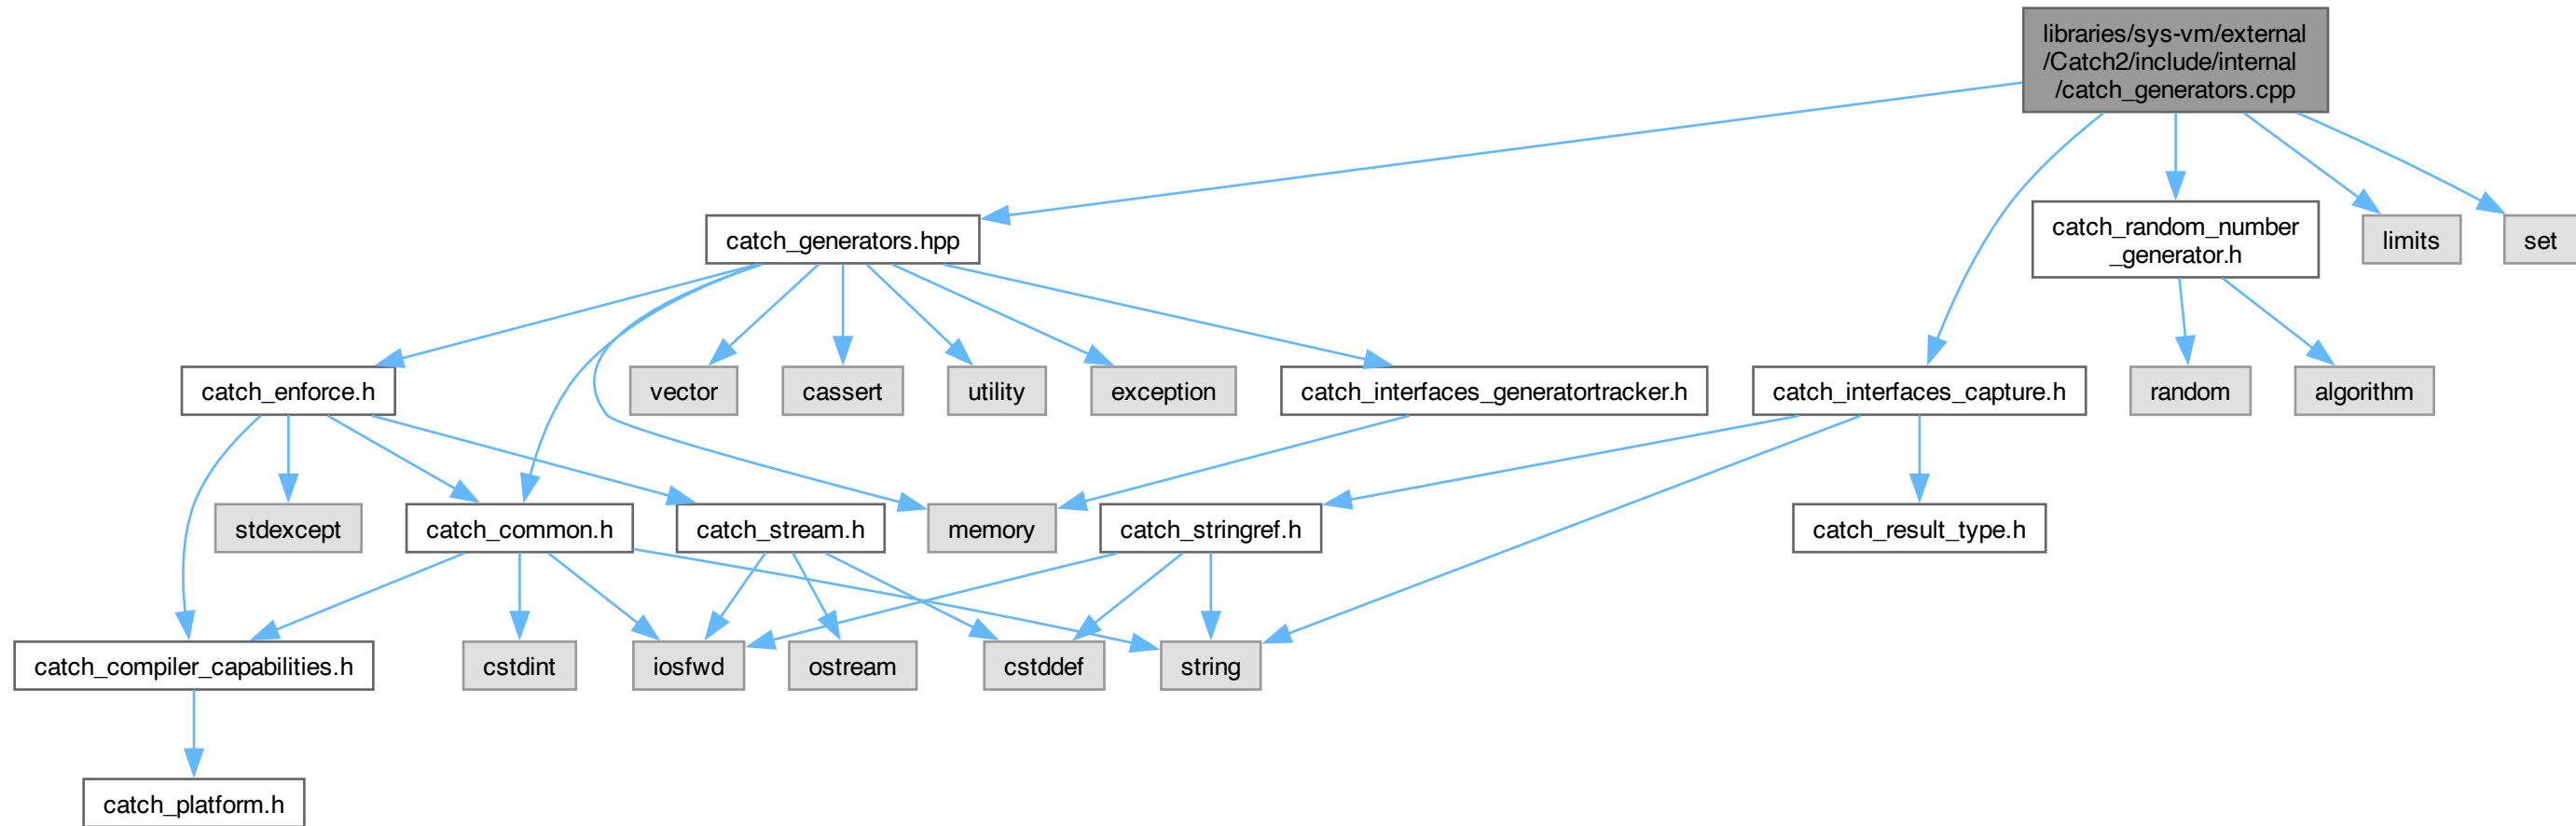 libraries/sys-vm/external
/Catch2/include/internal
/catch_generators.cpp
catch_generators.hpp
catch_random_number
_generator.h
limits
set
catch_enforce.h
vector
cassert
utility
exception
catch_interfaces_generatortracker.h
catch_interfaces_capture.h
random
algorithm
stdexcept
catch_common.h
catch_stream.h
memory
catch_stringref.h
catch_result_type.h
catch_compiler_capabilities.h
cstdint
iosfwd
ostream
cstddef
string
catch_platform.h